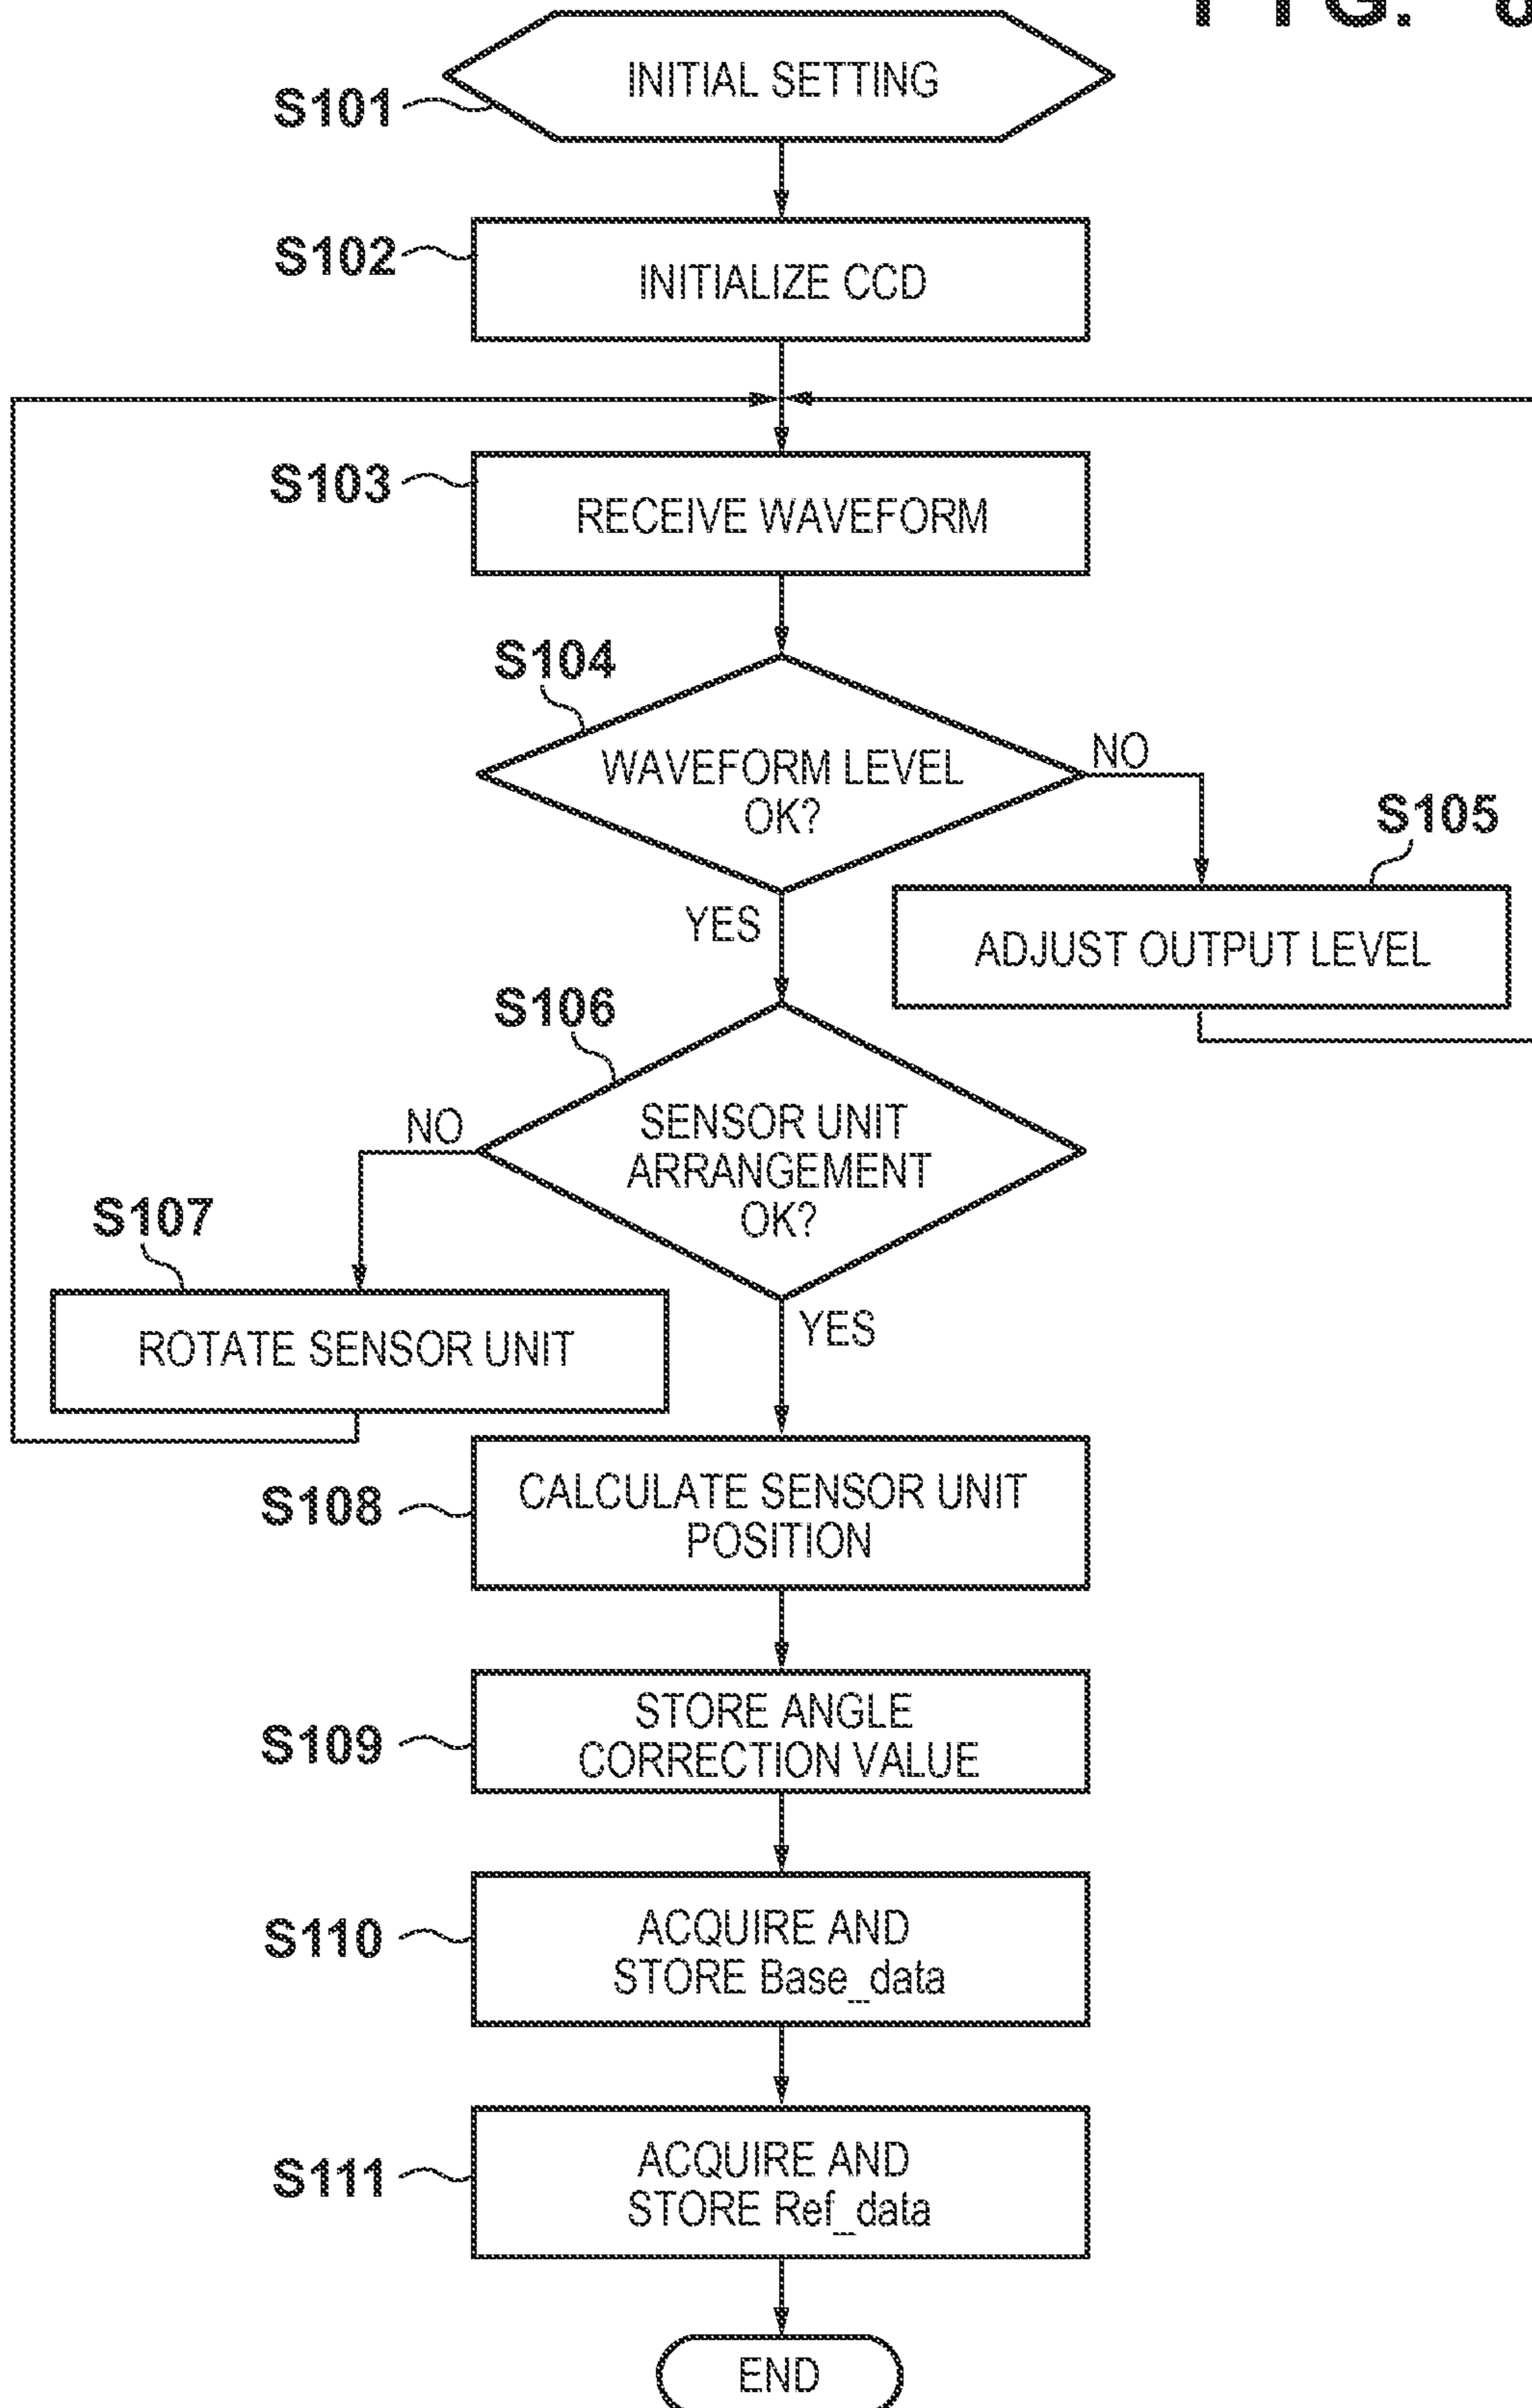 FIG.
S101
INITIAL SETTING
S102
INITIALIZE CCD
S103
RECEIVE WAVEFORM
S104
WAVEFORM LEVEL
OK?
NO
S105
YES
ADJUST OUTPUT LEVEL
S106
SENSOR UNIT
ARRANGEMENT
OK?
NO
S107
YES
ROTATE SENSOR UNIT
S108
CALCULATE SENSOR UNIT
POSITION
S109
STORE ANGLE
CORRECTION VALUE
S110
ACQUIRE AND
STORE Base_data
S111
ACQUIRE AND
STORE Ref_data
END